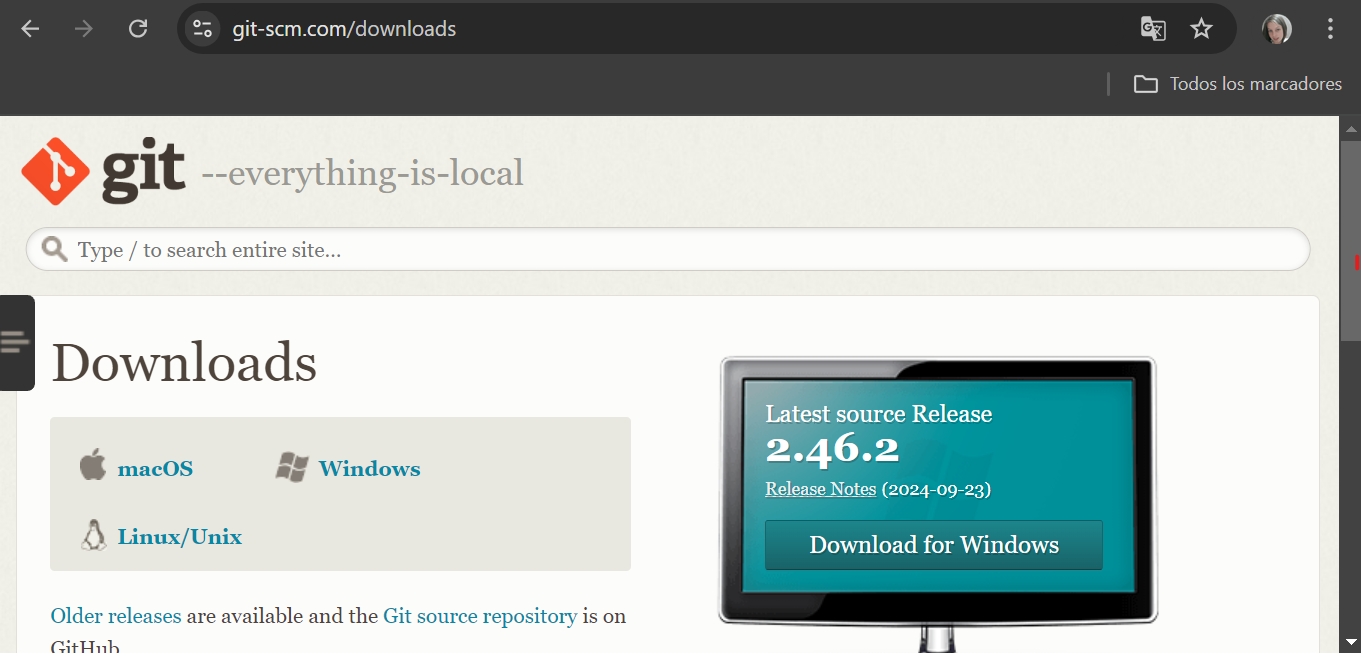 git-scm.com/downloads
Todos los marcadores
git --everything-is-local
Type / to search entire site...
Downloads
macOS
Windows
Linux/Unix
Older releases are available and the Git source repository is on
GitHub.
Latest source Release
2.46.2
Release Notes (2024-09-23)
Download for Windows